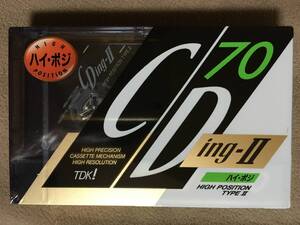 HIGH
ハイ・ポジ
POSITION
CDing-II
CD 70
ing-II
HIGH PRECISION
CASSETTE MECHANISM
HIGH RESOLUTION
TDK!
ハイ・ポジ
HIGH POSITION
TYPE II